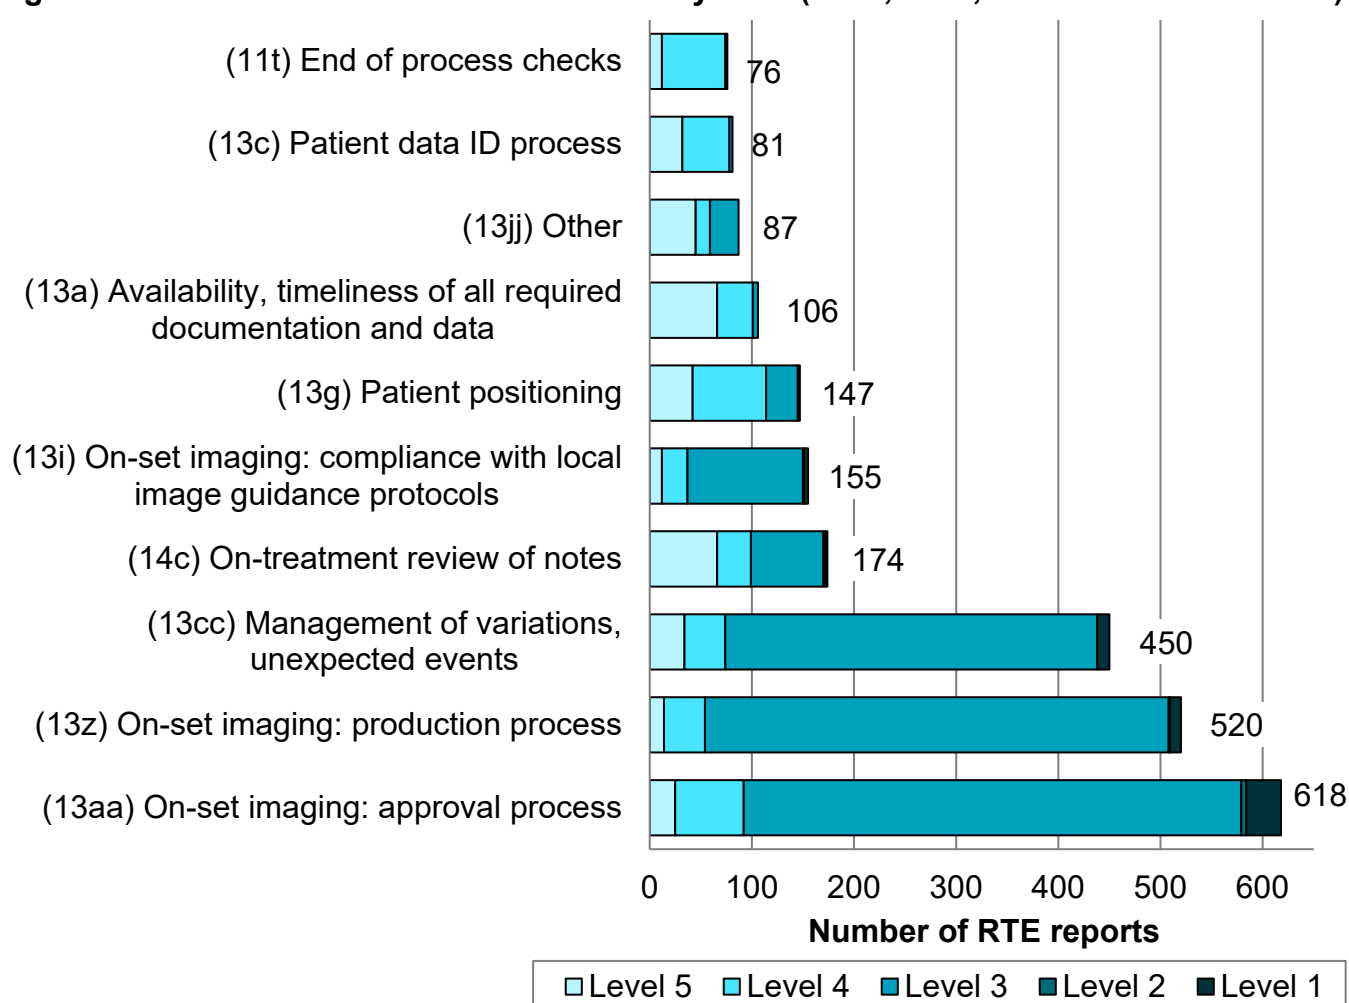 (11t) End of process checks
76
(13c) Patient data ID process
81
(13jj) Other
87
(13a) Availability, timeliness of all required
documentation and data
106
(13g) Patient positioning
147
(13i) On-set imaging: compliance with local
image guidance protocols
155
(14c) On-treatment review of notes
174
(13cc) Management of variations,
unexpected events
450
(13z) On-set imaging: production process
520
(13aa) On-set imaging: approval process
618
0 100 200 300 400 500 600
Number of RTE reports
Level 5 Level 4 Level 3 Level 2 Level 1